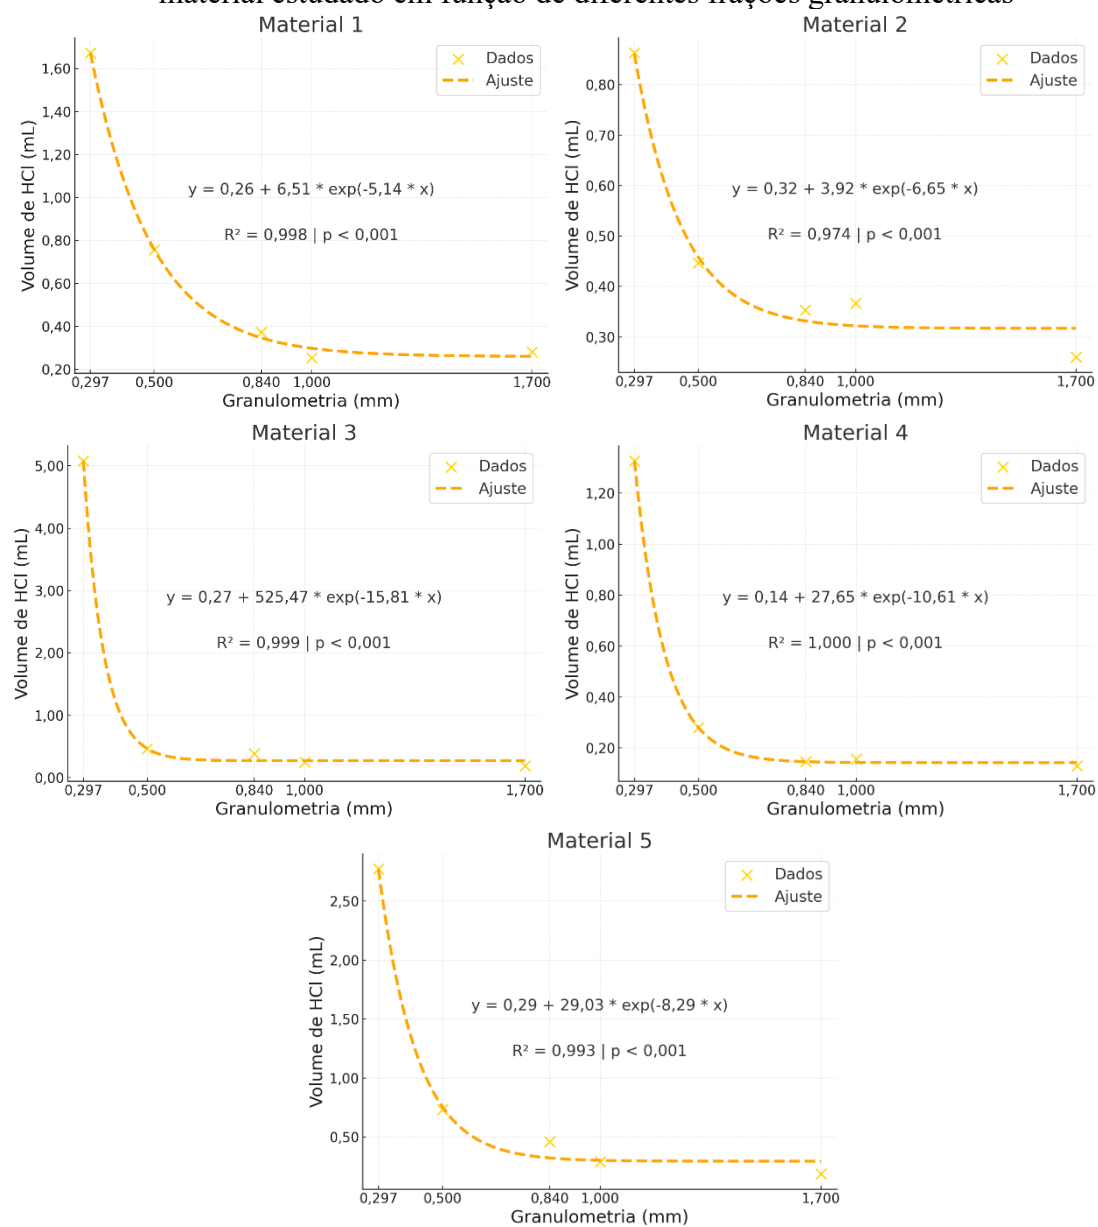 material estudado em função de diferentes frações granulométricas
Material 1
Dados
Ajuste
y = 0,26 + 6,51 * exp(-5,14 * x)
R² = 0,998 | p < 0,001
Volume de HCl (mL)
1,60
1,40
1,20
1,00
0,80
0,60
0,40
0,20
0,297 0,500 0,840 1,000 1,700
Granulometria (mm)
Material 2
Dados
Ajuste
y = 0,32 + 3,92 * exp(-6,65 * x)
R² = 0,974 | p < 0,001
Volume de HCl (mL)
0,80
0,70
0,60
0,50
0,40
0,30
0,297 0,500 0,840 1,000 1,700
Granulometria (mm)
Material 3
Dados
Ajuste
y = 0,27 + 525,47 * exp(-15,81 * x)
R² = 0,999 | p < 0,001
Volume de HCl (mL)
5,00
4,00
3,00
2,00
1,00
0,00
0,297 0,500 0,840 1,000 1,700
Granulometria (mm)
Material 4
Dados
Ajuste
y = 0,14 + 27,65 * exp(-10,61 * x)
R² = 1,000 | p < 0,001
Volume de HCl (mL)
1,20
1,00
0,80
0,60
0,40
0,20
0,297 0,500 0,840 1,000 1,700
Granulometria (mm)
Material 5
Dados
Ajuste
y = 0,29 + 29,03 * exp(-8,29 * x)
R² = 0,993 | p < 0,001
Volume de HCl (mL)
2,50
2,00
1,50
1,00
0,50
0,297 0,500 0,840 1,000 1,700
Granulometria (mm)